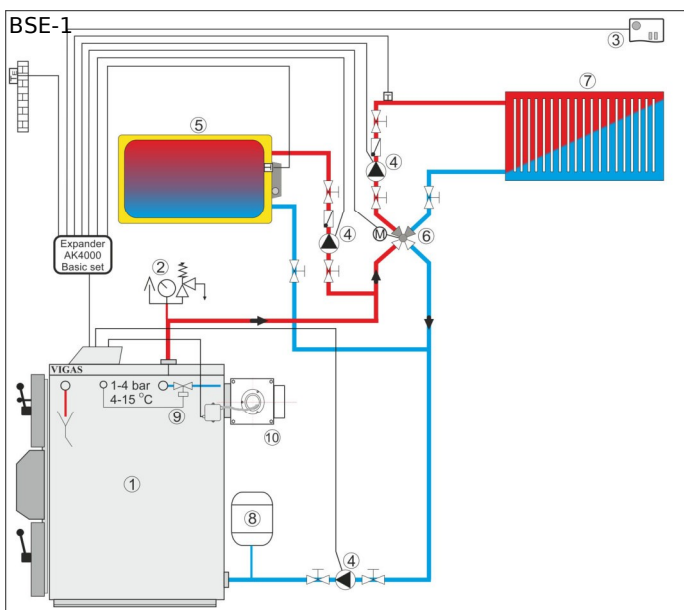 BSE-1
③
⑦
TE
T
⑤
④
④
M
⑥
Expander
AK4000
Basic set
②
VIGAS
1-4 bar
4-15 °C
⑨
⑩
①
⑧
④